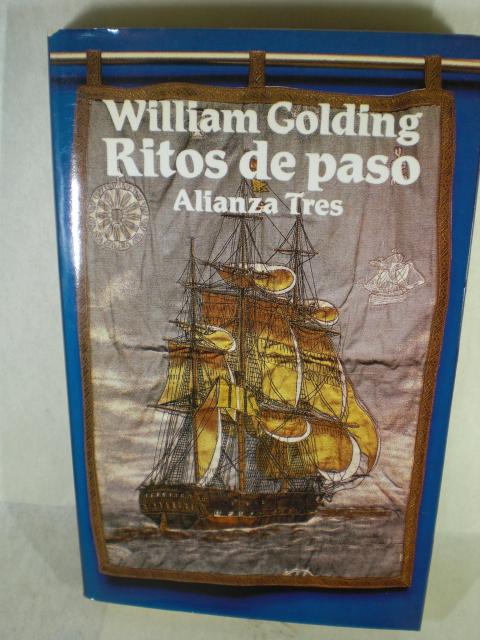 William Golding
Ritos de paso
Alianza Tres